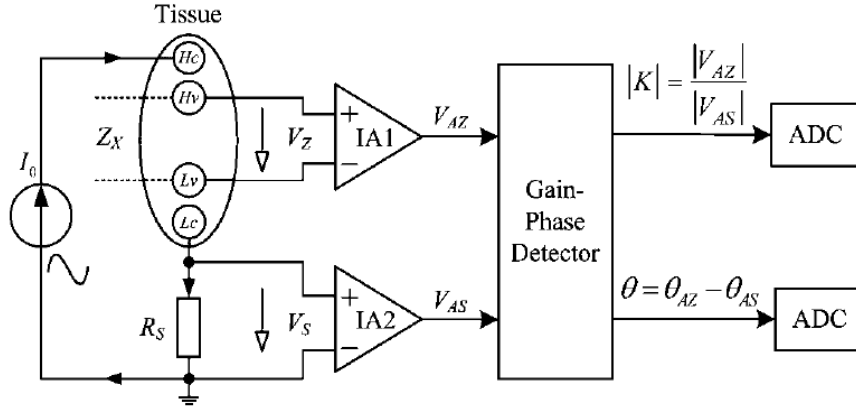 Tissue
Hc
Hv
Z_X
V_Z
+
−
IA1
V_AZ
|K| = |V_AZ| / |V_AS|
ADC
I_0
Lv
Lc
Gain-
Phase
Detector
R_S
V_S
+
−
IA2
V_AS
θ = θ_AZ − θ_AS
ADC